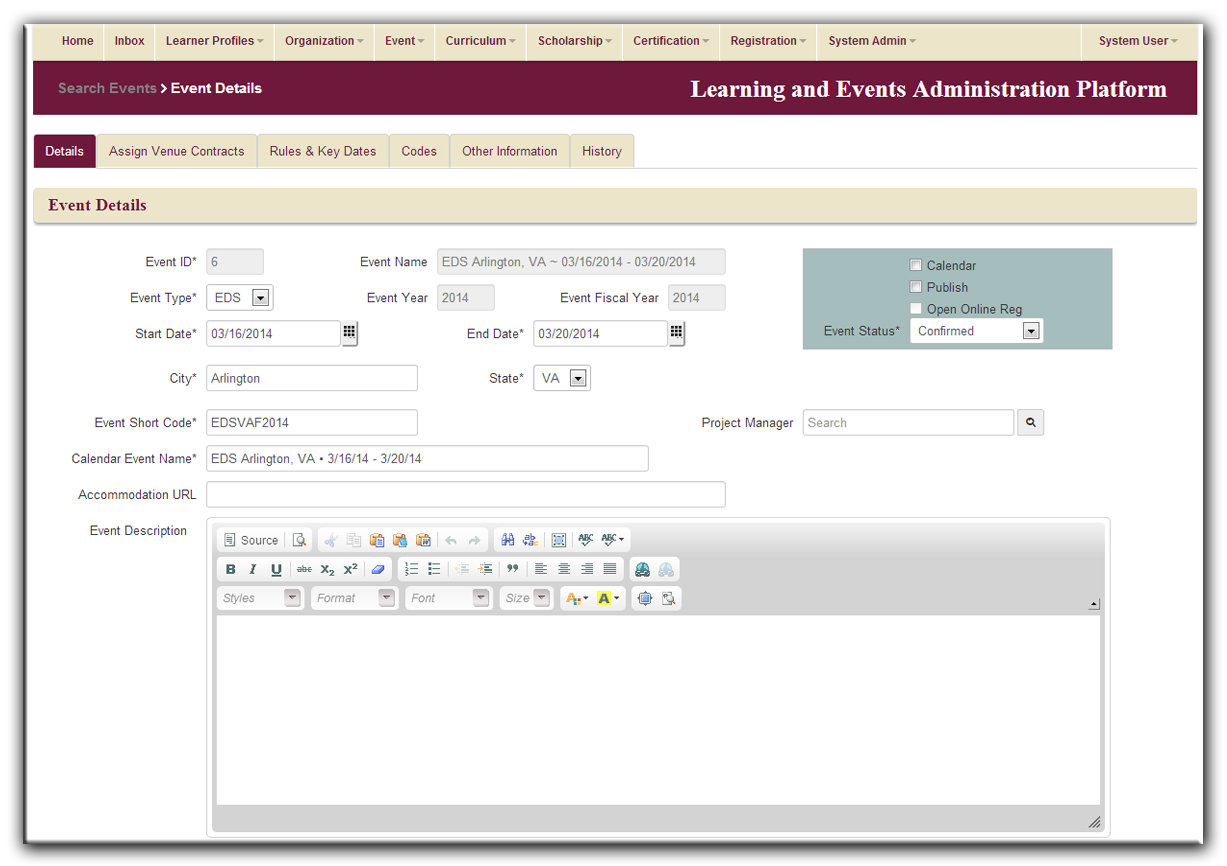 Home Inbox Learner Profiles Organization Event Curriculum Scholarship Certification Registration System Admin System User
Search Events > Event Details Learning and Events Administration Platform
Details Assign Venue Contracts Rules & Key Dates Codes Other Information History
Event Details
Event ID* 6 Event Name EDS Arlington, VA ~ 03/16/2014 - 03/20/2014 Calendar
Publish
Event Type* EDS Event Year 2014 Event Fiscal Year 2014 Open Online Reg
Start Date* 03/16/2014 End Date* 03/20/2014 Event Status* Confirmed
City* Arlington State* VA
Event Short Code* EDSVAF2014 Project Manager Search
Calendar Event Name* EDS Arlington, VA • 3/16/14 - 3/20/14
Accommodation URL
Event Description
Source ABC ABC
B I U abc X₂ X² ”
Styles Format Font Size A A